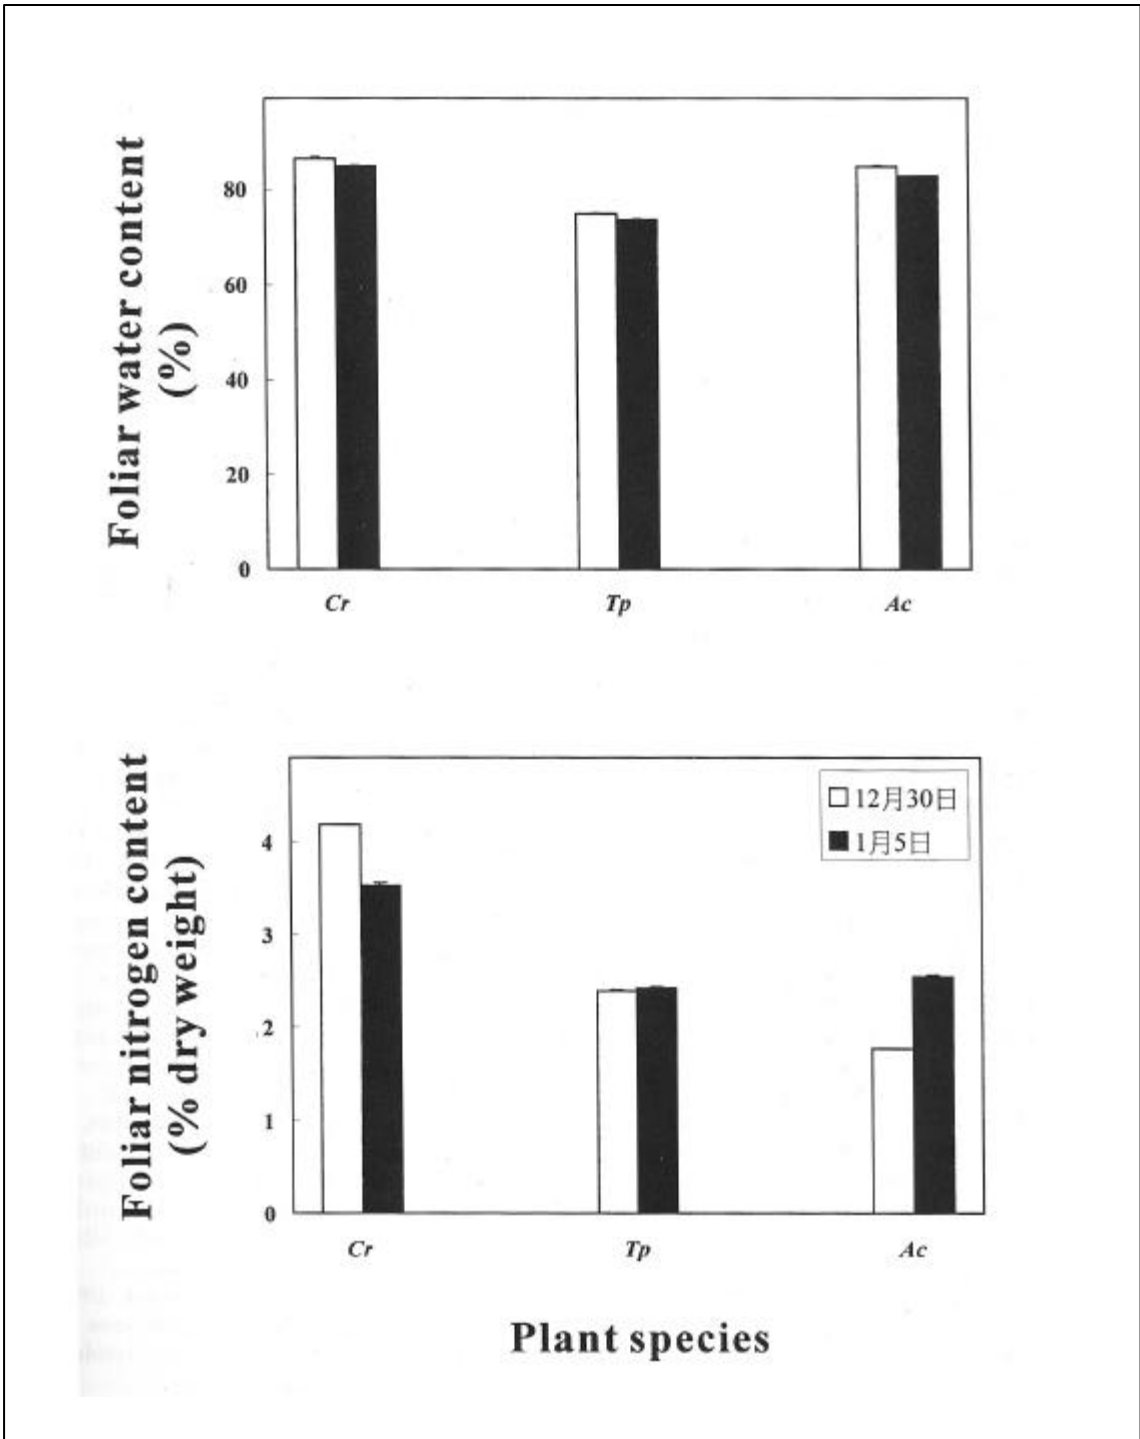 Foliar water content
(%)
80
60
40
20
0
Cr
Tp
Ac
Foliar nitrogen content
(% dry weight)
4
3
2
1
0
12月30日
1月5日
Cr
Tp
Ac
Plant species